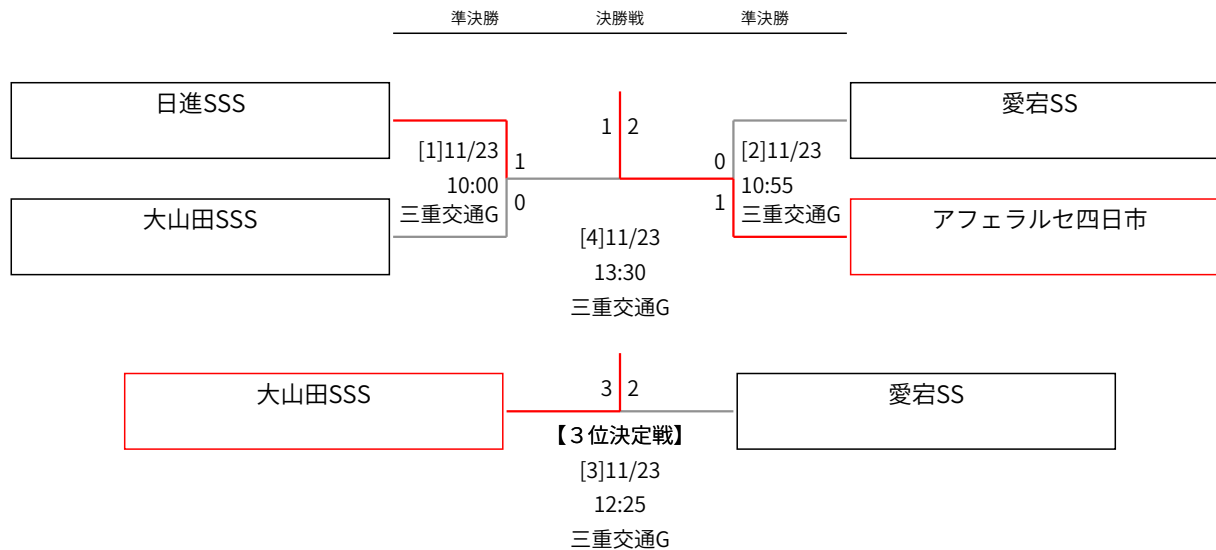 準決勝 決勝戦 準決勝
日進SSS
愛宕SS
1 2
[1]11/23
1
10:00
0
三重交通G
0
[2]11/23
10:55
1
三重交通G
大山田SSS
アフェラルセ四日市
[4]11/23
13:30
三重交通G
大山田SSS
3 2
愛宕SS
【３位決定戦】
[3]11/23
12:25
三重交通G